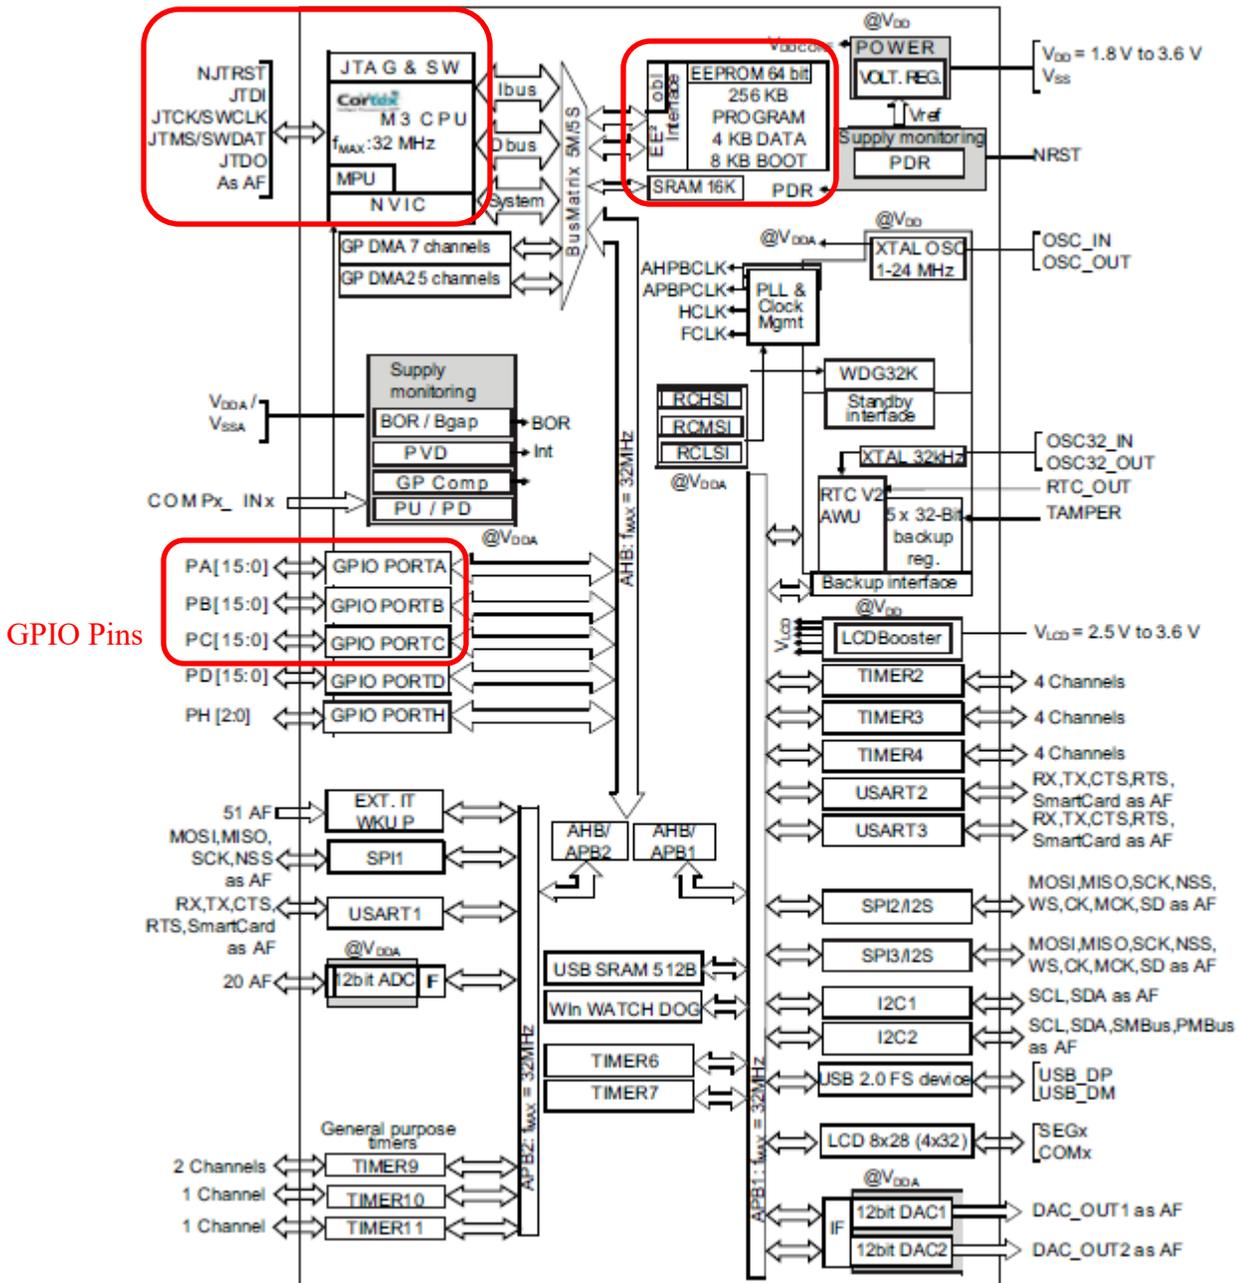 @VDD
VDDCORE
POWER
VOLT. REG.
VDD = 1.8 V to 3.6 V
VSS
Vref
Supply monitoring
PDR
NRST
PDR
NJTRST
JTDI
JTCK/SWCLK
JTMS/SWDAT
JTDO
As AF
JTAG & SW
Cortex
M3 CPU
fMAX:32 MHz
MPU
NVIC
Ibus
Dbus
System
BusMatrix 5M/5S
EE² obl Interface
EEPROM 64 bit
256 KB
PROGRAM
4 KB DATA
8 KB BOOT
SRAM 16K
GP DMA 7 channels
GP DMA2 5 channels
@VDDA
@VDD
XTAL OSC
1-24 MHz
OSC_IN
OSC_OUT
AHPBCLK
APBPCLK
HCLK
FCLK
PLL &
Clock
Mgmt
WDG32K
Standby
interface
RCHSI
RCMSI
RCLSI
@VDDA
XTAL 32kHz
OSC32_IN
OSC32_OUT
RTC V2
AWU
RTC_OUT
TAMPER
5 x 32-Bit
backup
reg.
Backup interface
Supply
monitoring
VDDA /
VSSA
BOR / Bgap
BOR
PVD
Int
GP Comp
COMPx_ INx
PU / PD
@VDDA
AHB: fMAX = 32MHz
GPIO Pins
PA[15:0]
GPIO PORTA
PB[15:0]
GPIO PORTB
PC[15:0]
GPIO PORTC
PD[15:0]
GPIO PORTD
PH [2:0]
GPIO PORTH
@VDD
VLCD
LCDBooster
VLCD = 2.5 V to 3.6 V
TIMER2
4 Channels
TIMER3
4 Channels
TIMER4
4 Channels
USART2
RX,TX,CTS,RTS,
SmartCard as AF
USART3
RX,TX,CTS,RTS,
SmartCard as AF
51 AF
EXT. IT
WKU P
MOSI,MISO,
SCK,NSS
as AF
SPI1
RX,TX,CTS,
RTS,SmartCard
as AF
USART1
@VDDA
20 AF
12bit ADC
IF
AHB/
APB2
AHB/
APB1
SPI2/I2S
MOSI,MISO,SCK,NSS,
WS,CK,MCK,SD as AF
SPI3/I2S
MOSI,MISO,SCK,NSS,
WS,CK,MCK,SD as AF
I2C1
SCL,SDA as AF
I2C2
SCL,SDA,SMBus,PMBus
as AF
USB SRAM 512B
WIn WATCH DOG
TIMER6
TIMER7
USB 2.0 FS device
USB_DP
USB_DM
LCD 8x28 (4x32)
SEGx
COMx
APB2: fMAX = 32MHz
APB1: fMAX = 32MHz
General purpose
timers
2 Channels
TIMER9
1 Channel
TIMER10
1 Channel
TIMER11
@VDDA
IF
12bit DAC1
DAC_OUT1 as AF
12bit DAC2
DAC_OUT2 as AF